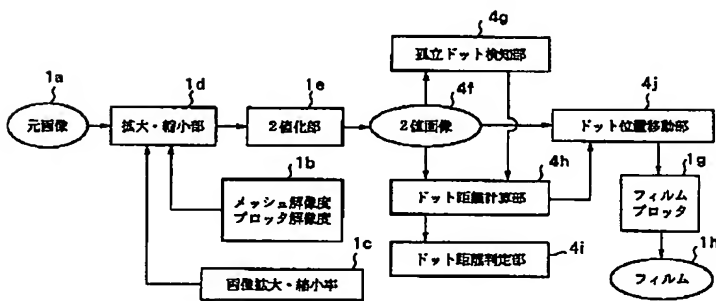 4g
孤立ドット検知部
1a
1d
1e
4f
4j
元画像
拡大・縮小部
2値化部
2値画像
ドット位置移動部
1b
4h
1g
メッシュ解像度
プロッタ解像度
ドット距離計算部
フィルム
プロッタ
1c
4i
1h
画像拡大・縮小率
ドット距離判定部
フィルム